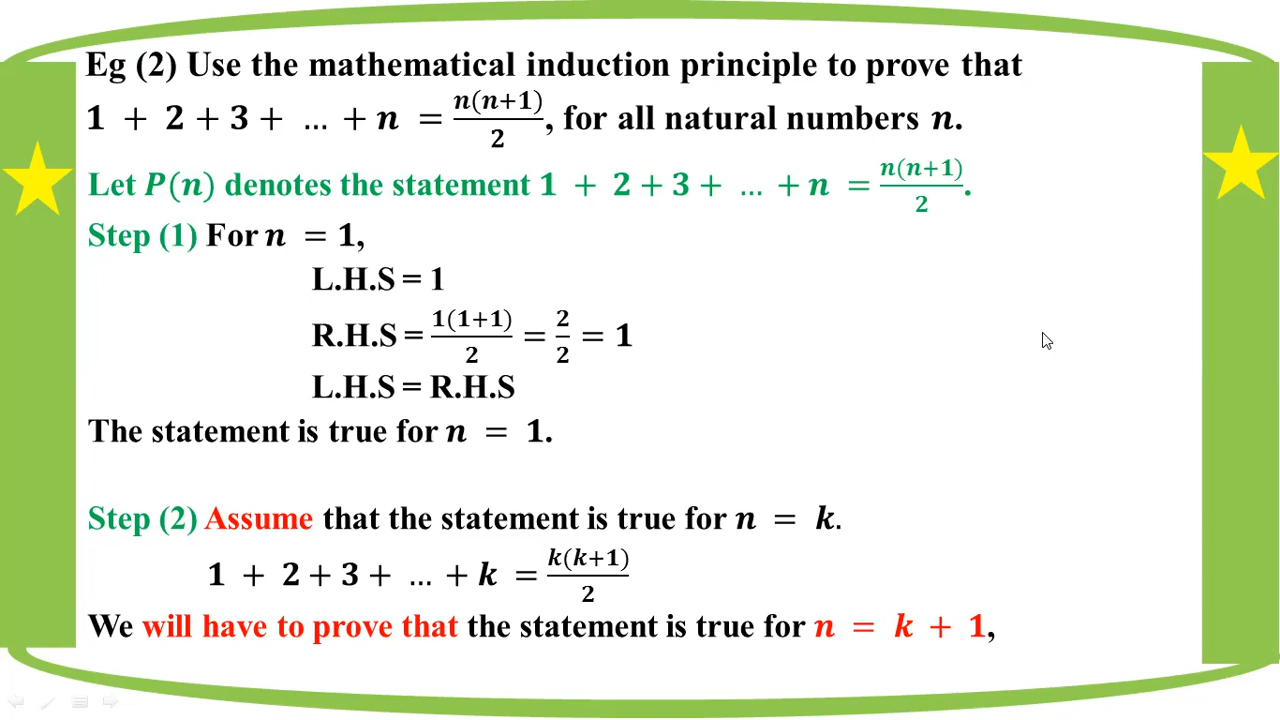 Eg (2) Use the mathematical induction principle to prove that
1 + 2 + 3 + … + n = n(n+1)/2, for all natural numbers n.
Let P(n) denotes the statement 1 + 2 + 3 + … + n = n(n+1)/2.
Step (1) For n = 1,
L.H.S = 1
R.H.S = 1(1+1)/2 = 2/2 = 1
L.H.S = R.H.S
The statement is true for n = 1.
Step (2) Assume that the statement is true for n = k.
1 + 2 + 3 + … + k = k(k+1)/2
We will have to prove that the statement is true for n = k + 1,